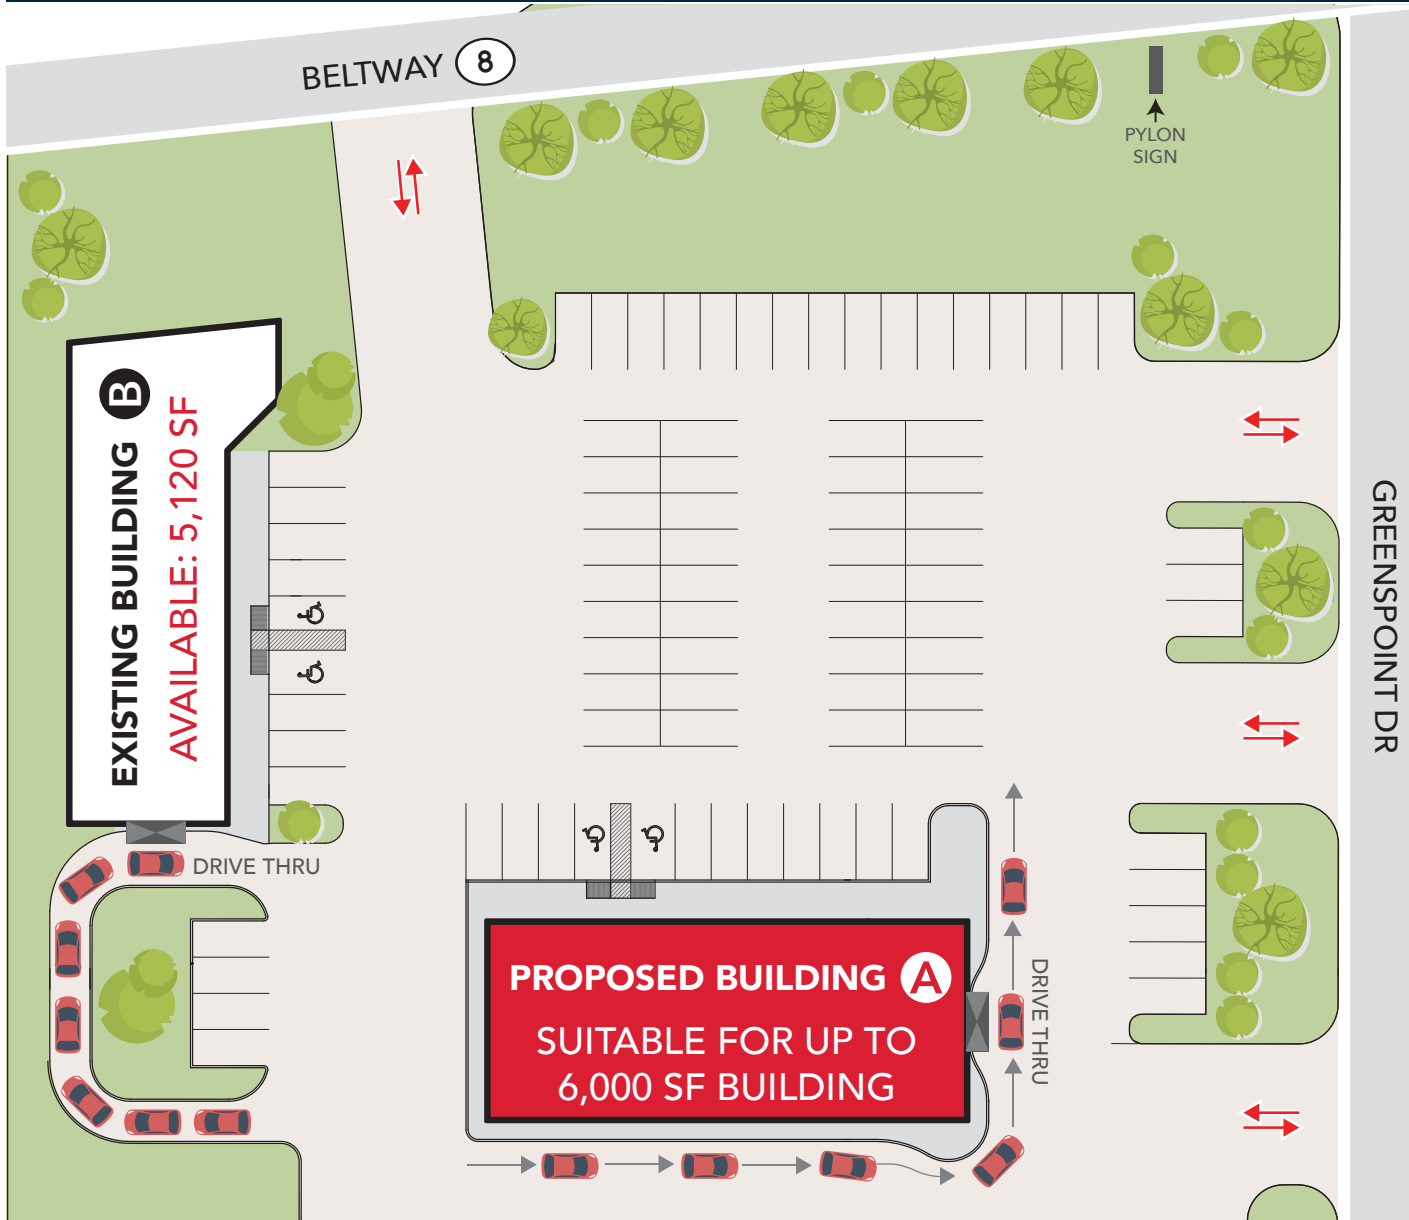 BELTWAY 8
PYLON
SIGN
EXISTING BUILDING B
AVAILABLE: 5,120 SF
GREENSPOINT DR
DRIVE THRU
PROPOSED BUILDING A
SUITABLE FOR UP TO
6,000 SF BUILDING
DRIVE THRU